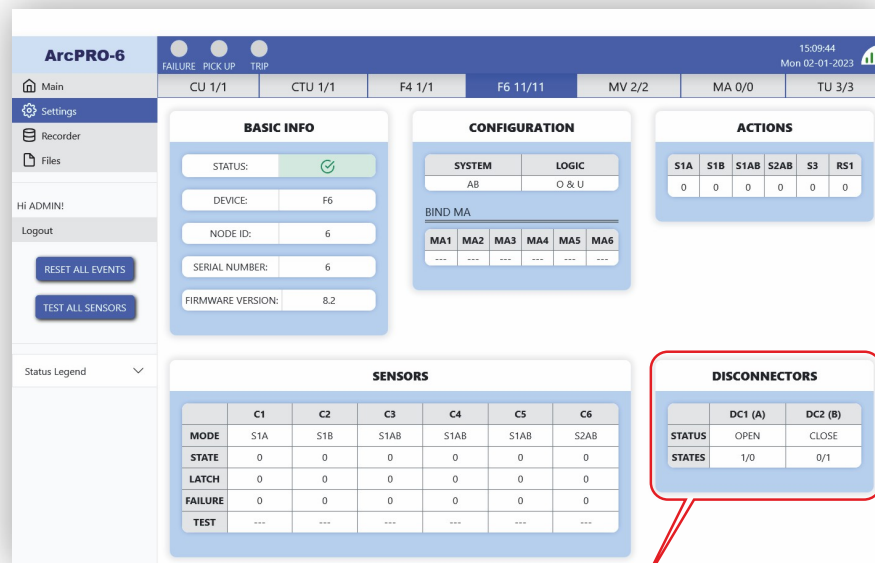 ArcPRO-6
FAILURE PICK UP TRIP
15:09:44
Mon 02-01-2023
Main
Settings
Recorder
Files
Hi ADMIN!
Logout
RESET ALL EVENTS
TEST ALL SENSORS
Status Legend
CU 1/1 CTU 1/1 F4 1/1 F6 11/11 MV 2/2 MA 0/0 TU 3/3
BASIC INFO
STATUS:
DEVICE: F6
NODE ID: 6
SERIAL NUMBER: 6
FIRMWARE VERSION: 8.2
CONFIGURATION
SYSTEM LOGIC
AB O & U
BIND MA
MA1 MA2 MA3 MA4 MA5 MA6
--- --- --- --- --- ---
ACTIONS
S1A S1B S1AB S2AB S3 RS1
0 0 0 0 0 0
SENSORS
C1 C2 C3 C4 C5 C6
MODE S1A S1B S1AB S1AB S1AB S2AB
STATE 0 0 0 0 0 0
LATCH 0 0 0 0 0 0
FAILURE 0 0 0 0 0 0
TEST --- --- --- --- --- ---
DISCONNECTORS
DC1 (A) DC2 (B)
STATUS OPEN CLOSE
STATES 1/0 0/1